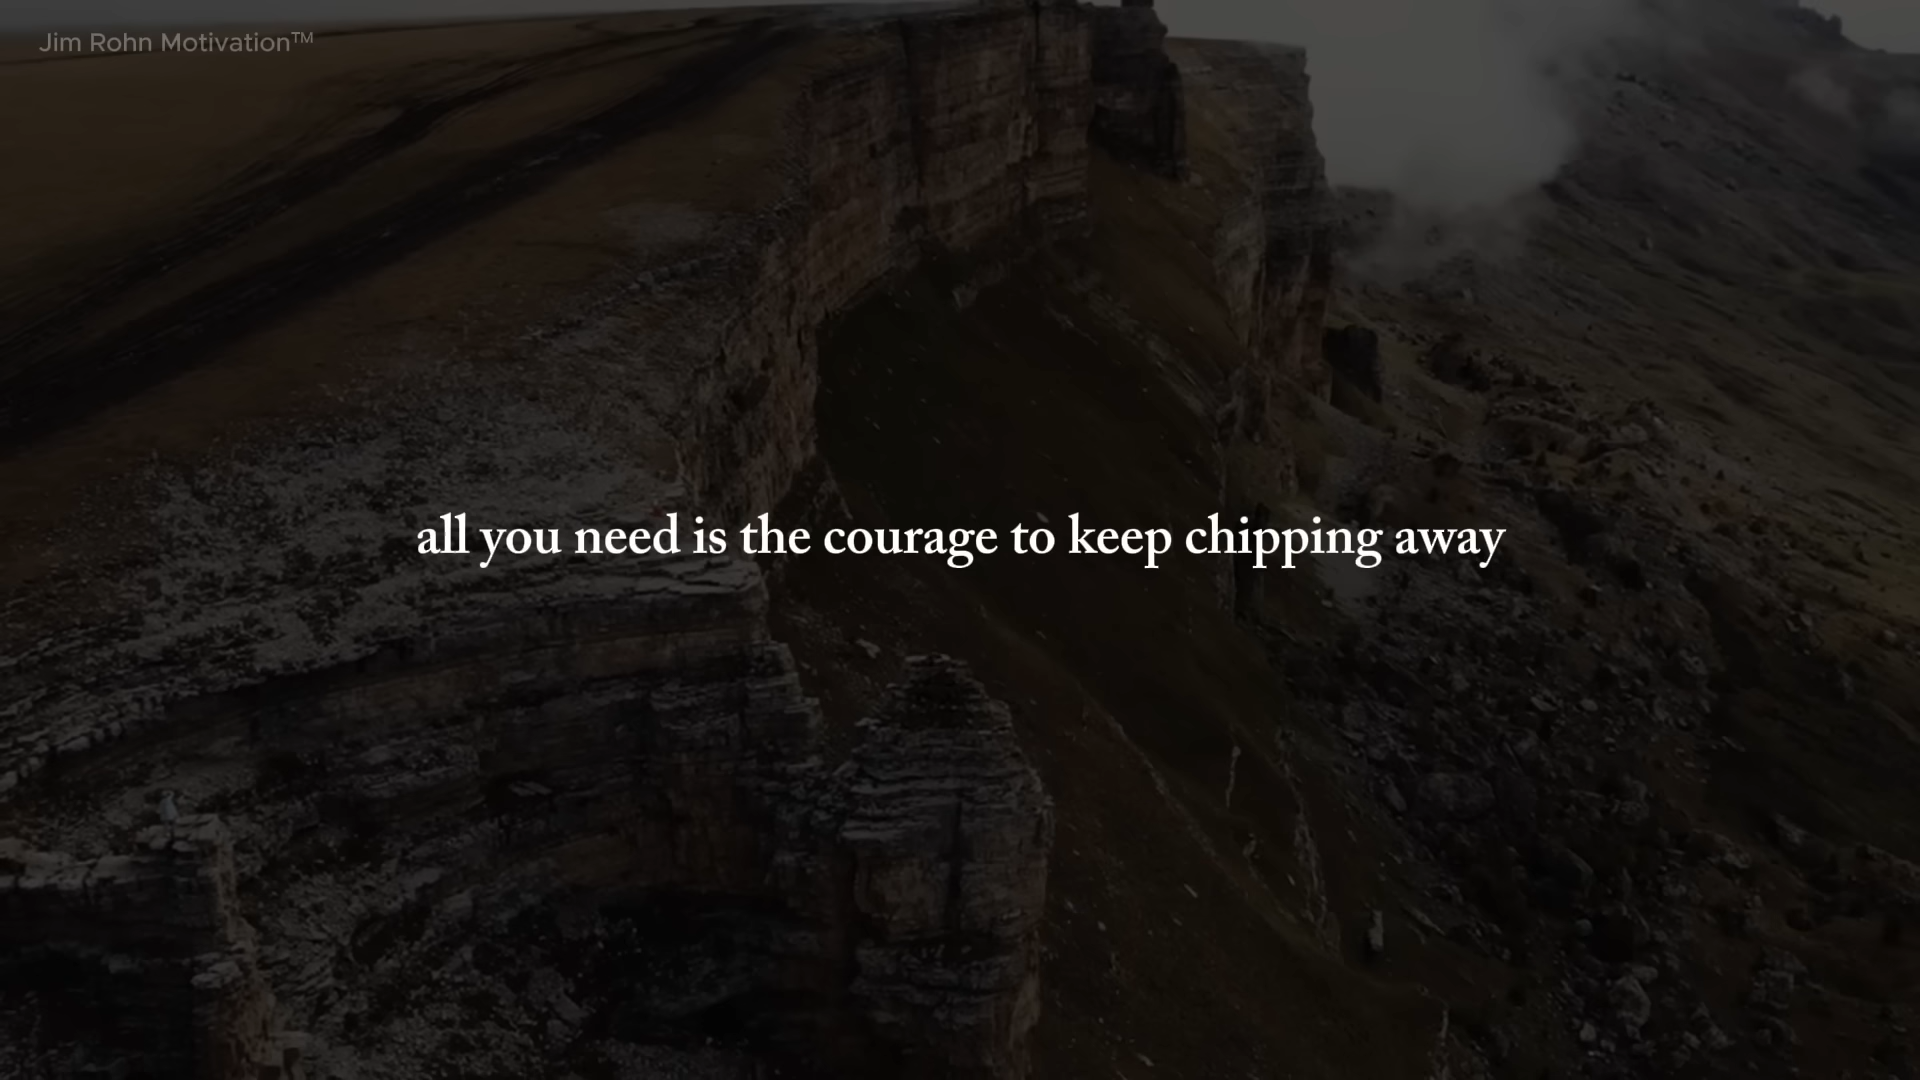 Jim Rohn Motivation™
all you need is the courage to keep chipping away